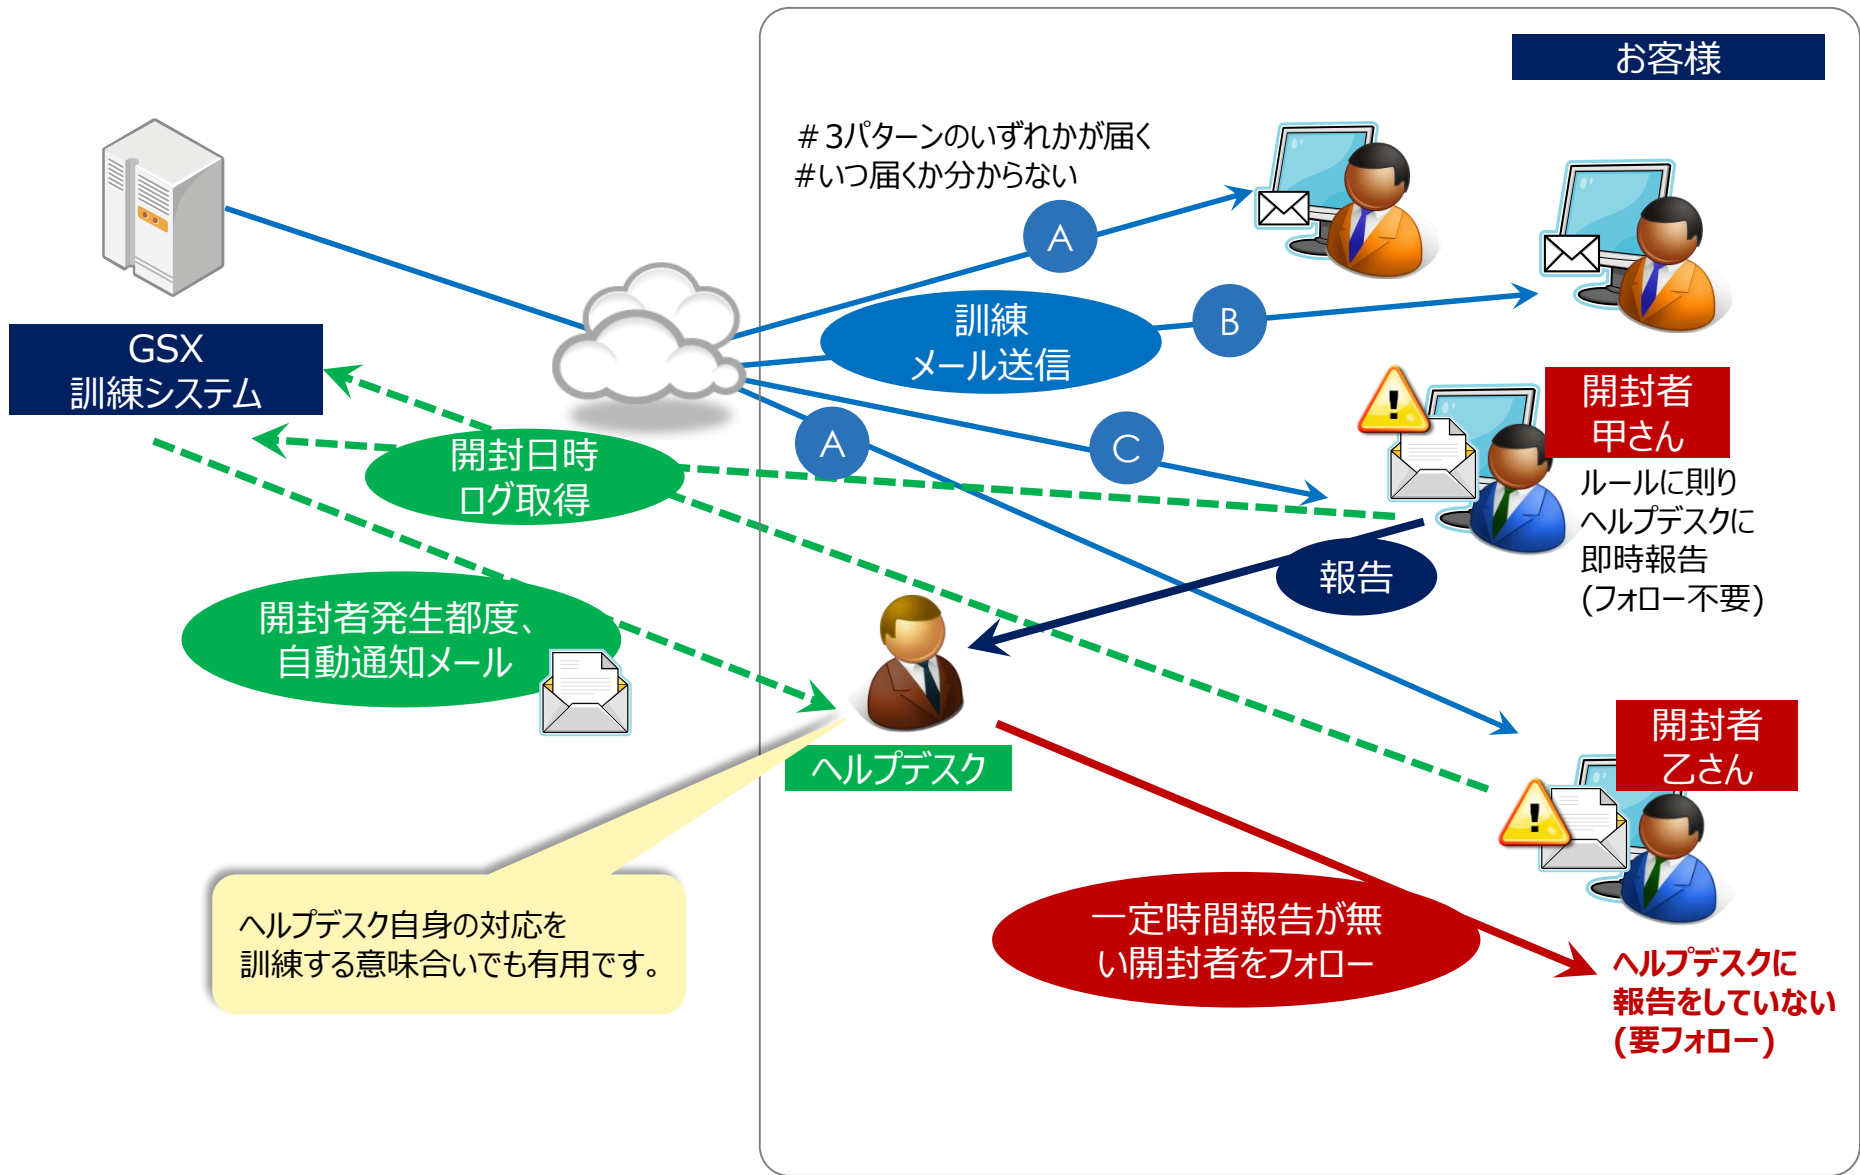 お客様
＃3パターンのいずれかが届く
＃いつ届くか分からない
A
訓練
メール送信
B
GSX
訓練システム
開封者
甲さん
A
C
開封日時
ログ取得
ルールに則り
ヘルプデスクに
即時報告
(フォロー不要)
報告
開封者発生都度、
自動通知メール
ヘルプデスク
開封者
乙さん
ヘルプデスク自身の対応を
訓練する意味合いでも有用です。
一定時間報告が無
い開封者をフォロー
ヘルプデスクに
報告をしていない
(要フォロー)